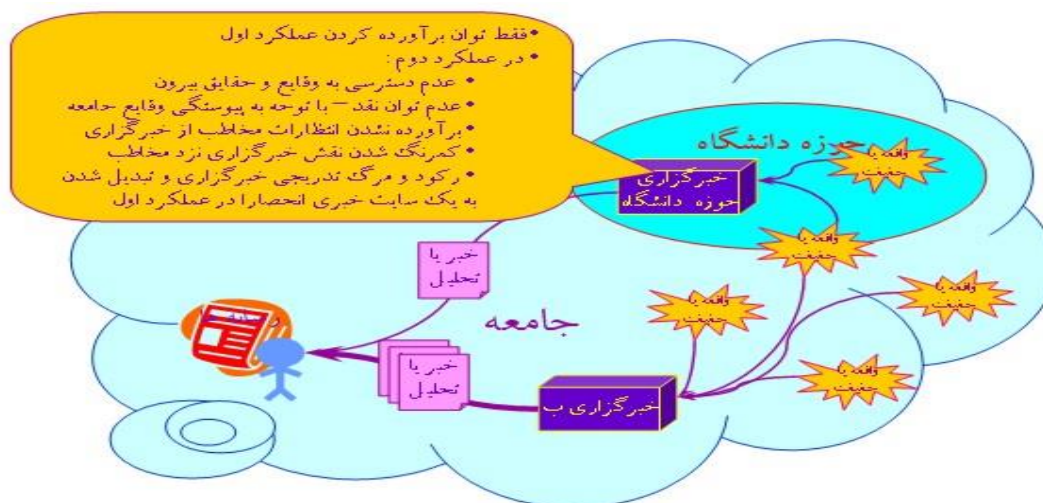 •فقط توان برآورده کردن عملکرد اول
•در عملکرد دوم:
•عدم دسترسی به وقایع و حقایق بیرون
•عدم توان نقد – با توجه به پیوستگی وقایع جامعه
•برآورده نشدن انتظارات مخاطب از خبرگزاری
•کمرنگ شدن نقش خبرگزاری نزد مخاطب
•رکود و مرگ تدریجی خبرگزاری و تبدیل شدن
به یک سایت خبری انحصارا در عملکرد اول
حوزه دانشگاه
واقعه یا
حقیقت
خبرگزاری
حوزه دانشگاه
واقعه یا
حقیقت
خبر یا
تحلیل
واقعه یا
حقیقت
واقعه یا
حقیقت
جامعه
خبر یا
تحلیل
واقعه یا
حقیقت
خبرگزاری ب